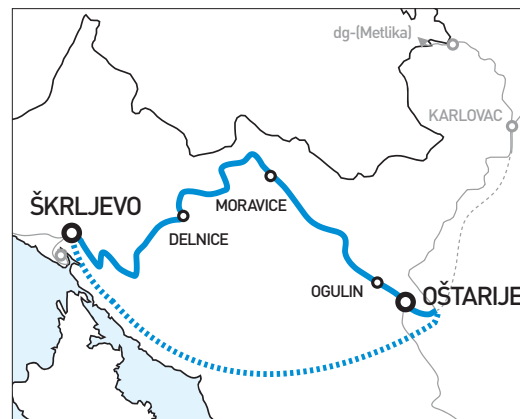 dg-(Metlika)
KARLOVAC
ŠKRLJEVO
MORAVICE
DELNICE
OGULIN
OŠTARIJE